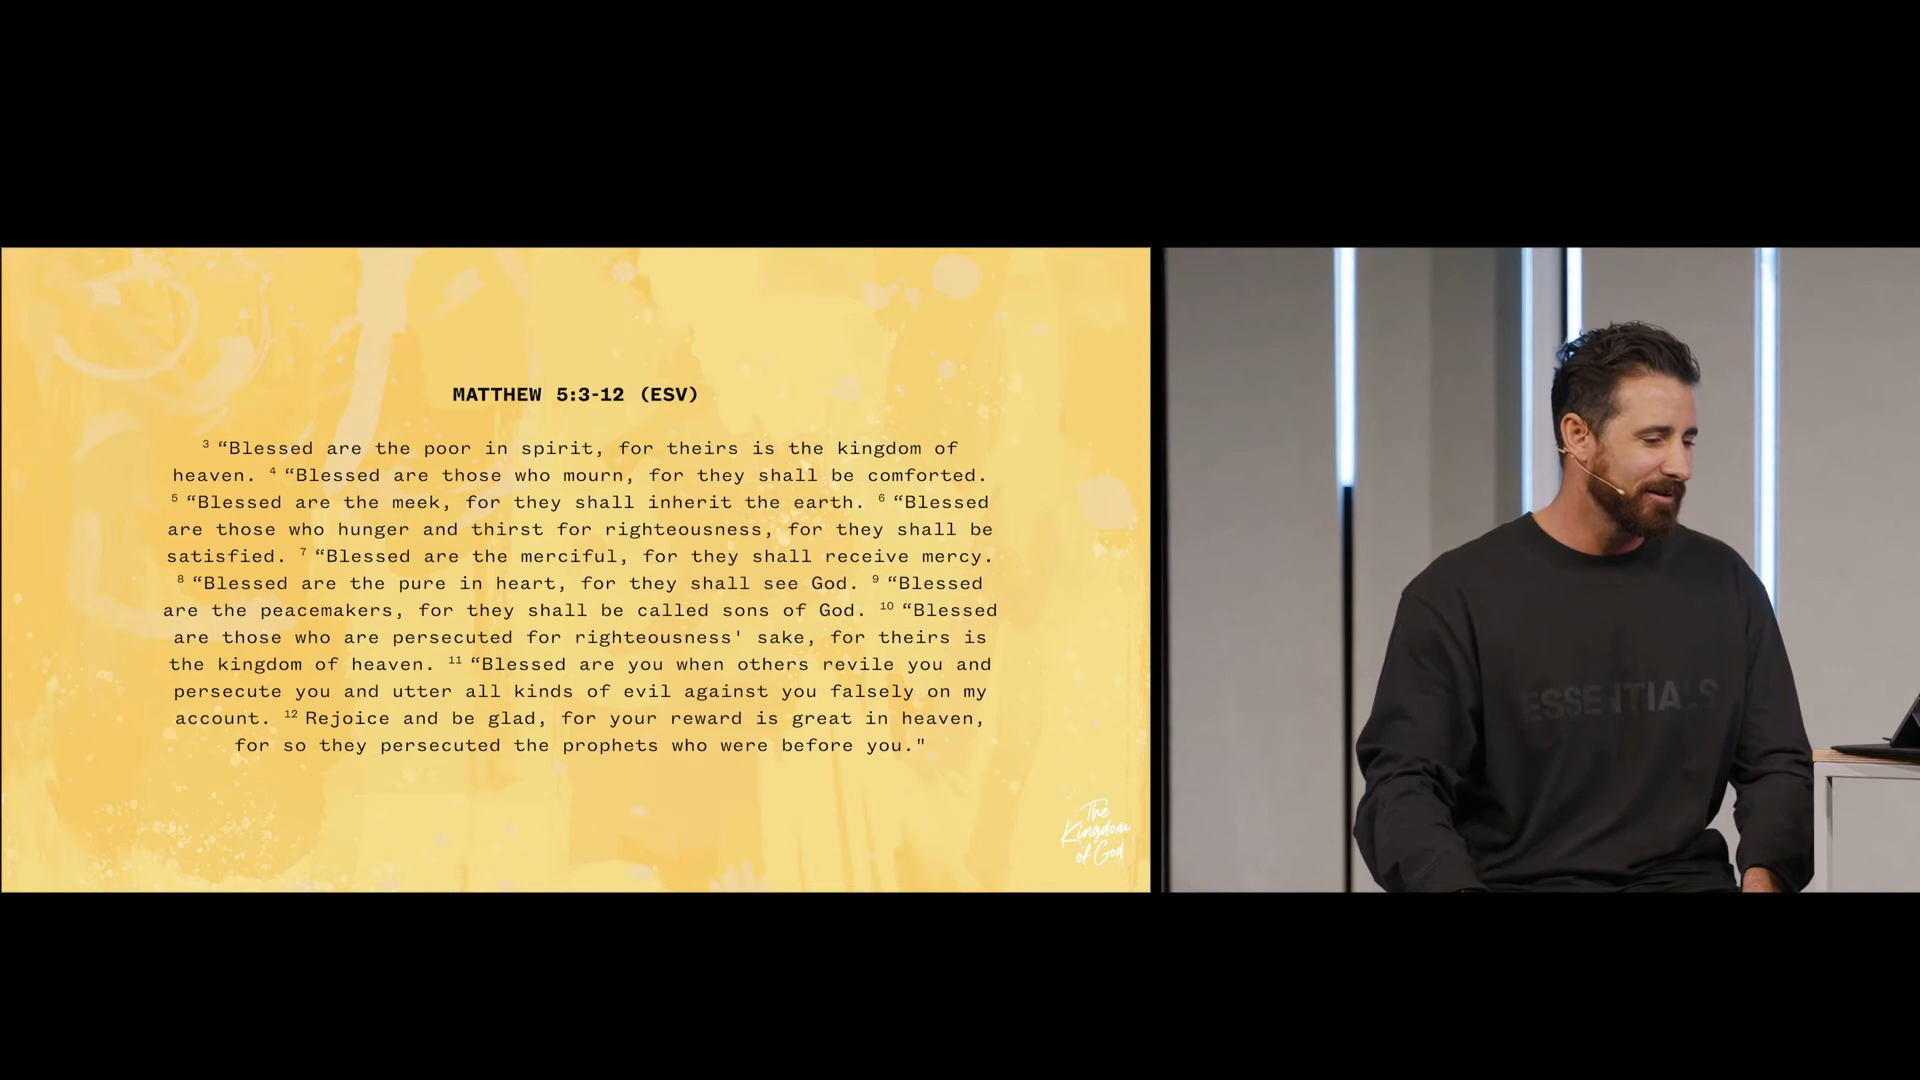 MATTHEW 5:3-12 (ESV)
3 “Blessed are the poor in spirit, for theirs is the kingdom of
heaven. 4 “Blessed are those who mourn, for they shall be comforted.
5 “Blessed are the meek, for they shall inherit the earth. 6 “Blessed
are those who hunger and thirst for righteousness, for they shall be
satisfied. 7 “Blessed are the merciful, for they shall receive mercy.
8 “Blessed are the pure in heart, for they shall see God. 9 “Blessed
are the peacemakers, for they shall be called sons of God. 10 “Blessed
are those who are persecuted for righteousness' sake, for theirs is
the kingdom of heaven. 11 “Blessed are you when others revile you and
persecute you and utter all kinds of evil against you falsely on my
account. 12 Rejoice and be glad, for your reward is great in heaven,
for so they persecuted the prophets who were before you."
The
Kingdom
of God
ESSENTIALS